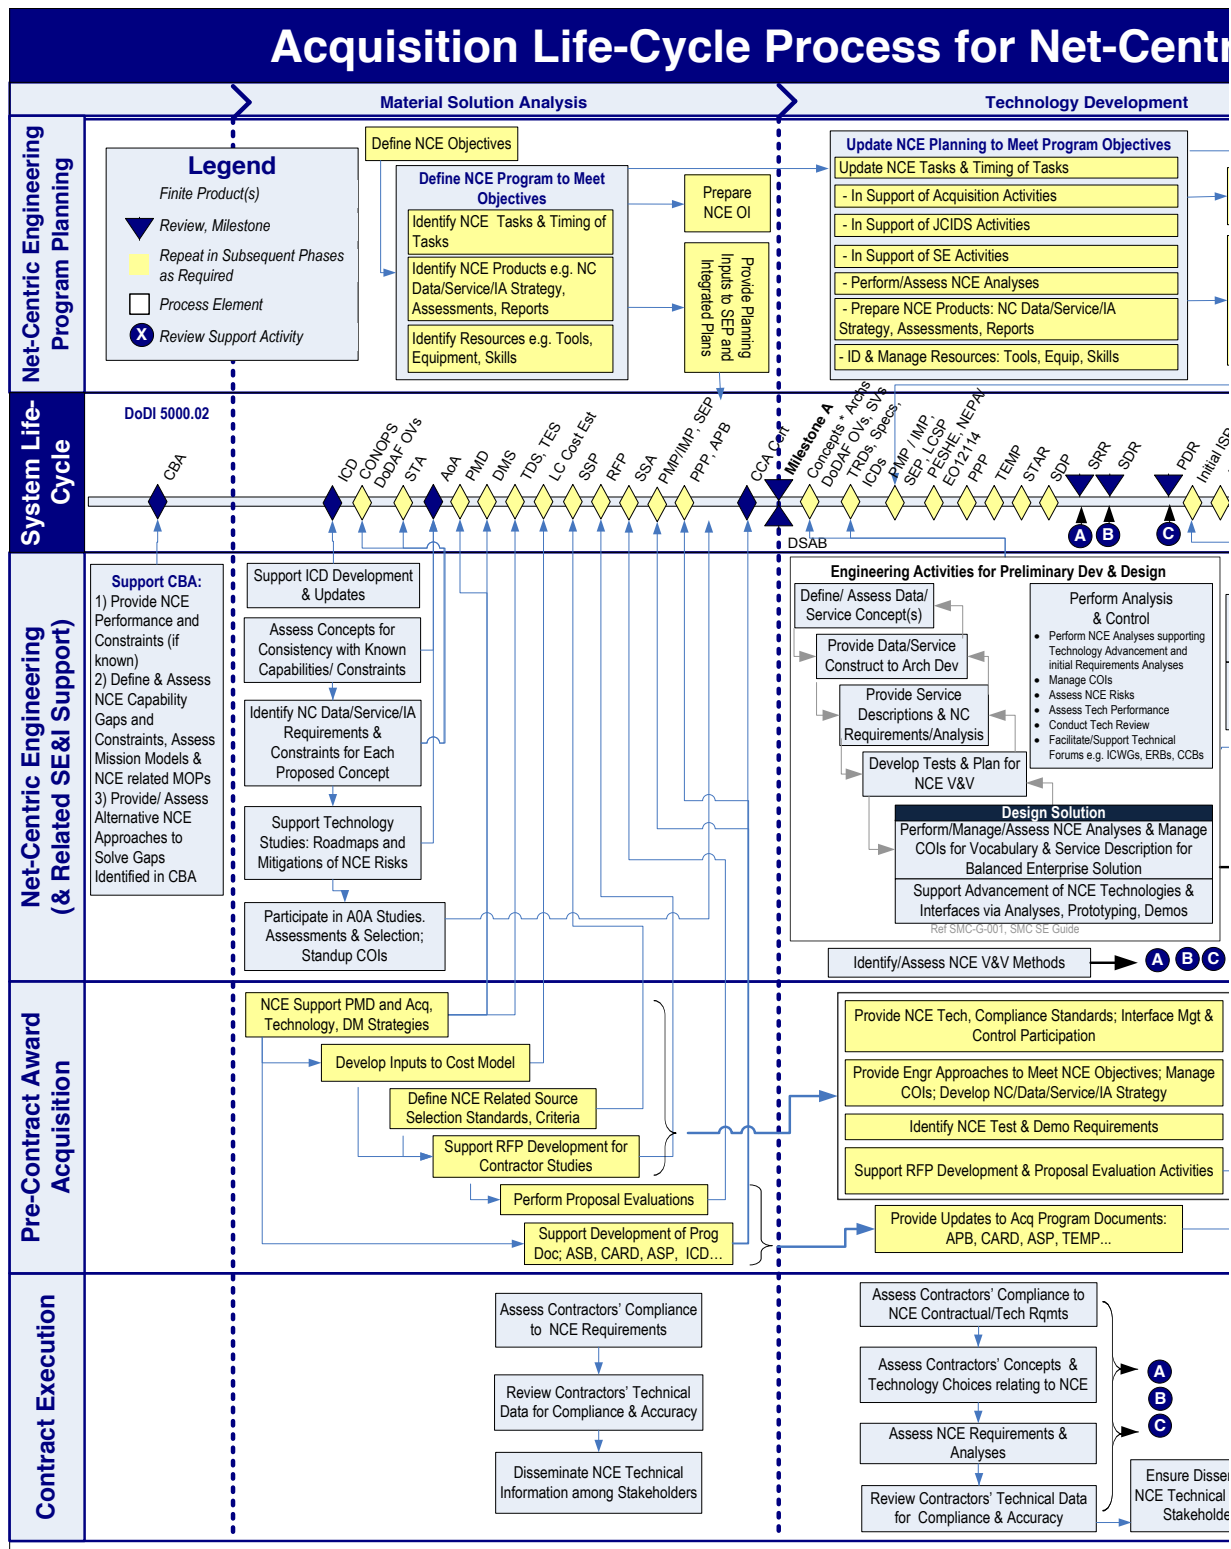 Acquisition Life-Cycle Process for Net-Centr
Material Solution Analysis
Technology Development
Net-Centric Engineering
Program Planning
Legend
Finite Product(s)
Review, Milestone
Repeat in Subsequent Phases
as Required
Process Element
X
Review Support Activity
Define NCE Objectives
Define NCE Program to Meet
Objectives
Identify NCE Tasks & Timing of
Tasks
Identify NCE Products e.g. NC
Data/Service/IA Strategy,
Assessments, Reports
Identify Resources e.g. Tools,
Equipment, Skills
Prepare
NCE OI
Provide Planning
Inputs to SEP and
Integrated Plans
Update NCE Planning to Meet Program Objectives
Update NCE Tasks & Timing of Tasks
- In Support of Acquisition Activities
- In Support of JCIDS Activities
- In Support of SE Activities
- Perform/Assess NCE Analyses
- Prepare NCE Products: NC Data/Service/IA
Strategy, Assessments, Reports
- ID & Manage Resources: Tools, Equip, Skills
System Life-
Cycle
DoDI 5000.02
CBA
ICD
CONOPS
DoDAF OVs
STA
AoA
PMD
DMS
TDS, TES
LC Cost Est
SSP
RFP
SSA
PMP/IMP, SEP
PPP, APB
CCA Cert
Milestone A
DSAB
Concepts * Archs
DoDAF OVs, SVs
TRDs, Specs,
ICDs
PMP / IMP,
SEP, LCSP
PESHE, NEPA/
EO12114
PPP
TEMP
STAR
SDP
SRR
SDR
PDR
Initial ISP
A
B
C
Net-Centric Engineering
(& Related SE&I Support)
Support CBA:
1) Provide NCE
Performance and
Constraints (if
known)
2) Define & Assess
NCE Capability
Gaps and
Constraints, Assess
Mission Models &
NCE related MOPs
3) Provide/ Assess
Alternative NCE
Approaches to
Solve Gaps
Identified in CBA
Support ICD Development
& Updates
Assess Concepts for
Consistency with Known
Capabilities/ Constraints
Identify NC Data/Service/IA
Requirements &
Constraints for Each
Proposed Concept
Support Technology
Studies: Roadmaps and
Mitigations of NCE Risks
Participate in A0A Studies.
Assessments & Selection;
Standup COIs
Engineering Activities for Preliminary Dev & Design
Define/ Assess Data/
Service Concept(s)
Provide Data/Service
Construct to Arch Dev
Provide Service
Descriptions & NC
Requirements/Analysis
Develop Tests & Plan for
NCE V&V
Perform Analysis
& Control
• Perform NCE Analyses supporting
Technology Advancement and
initial Requirements Analyses
• Manage COIs
• Assess NCE Risks
• Assess Tech Performance
• Conduct Tech Review
• Facilitate/Support Technical
Forums e.g. ICWGs, ERBs, CCBs
Design Solution
Perform/Manage/Assess NCE Analyses & Manage
COIs for Vocabulary & Service Description for
Balanced Enterprise Solution
Support Advancement of NCE Technologies &
Interfaces via Analyses, Prototyping, Demos
Ref SMC-G-001, SMC SE Guide
Identify/Assess NCE V&V Methods
A B C
Pre-Contract Award
Acquisition
NCE Support PMD and Acq,
Technology, DM Strategies
Develop Inputs to Cost Model
Define NCE Related Source
Selection Standards, Criteria
Support RFP Development for
Contractor Studies
Perform Proposal Evaluations
Support Development of Prog
Doc; ASB, CARD, ASP, ICD…
Provide NCE Tech, Compliance Standards; Interface Mgt &
Control Participation
Provide Engr Approaches to Meet NCE Objectives; Manage
COIs; Develop NC/Data/Service/IA Strategy
Identify NCE Test & Demo Requirements
Support RFP Development & Proposal Evaluation Activities
Provide Updates to Acq Program Documents:
APB, CARD, ASP, TEMP...
Contract Execution
Assess Contractors' Compliance
to NCE Requirements
Review Contractors' Technical
Data for Compliance & Accuracy
Disseminate NCE Technical
Information among Stakeholders
Assess Contractors' Compliance to
NCE Contractual/Tech Rqmts
Assess Contractors' Concepts &
Technology Choices relating to NCE
Assess NCE Requirements &
Analyses
Review Contractors' Technical Data
for Compliance & Accuracy
A
B
C
Ensure Disser
NCE Technical
Stakeholde